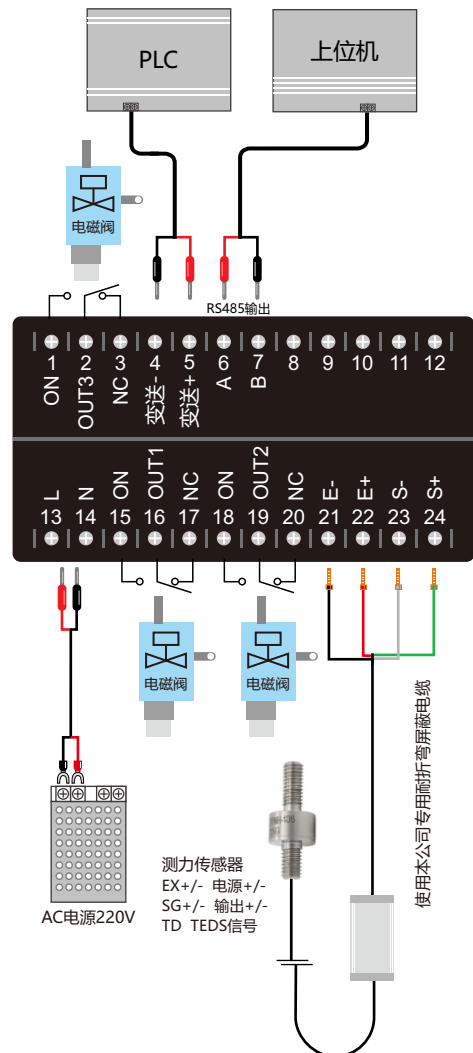 PLC
上位机
电磁阀
RS485输出
1 2 3 4 5 6 7 8 9 10 11 12
ON OUT3 NC 变送- 变送+ A B
L N ON OUT1 NC ON OUT2 NC E- E+ S- S+
13 14 15 16 17 18 19 20 21 22 23 24
电磁阀
电磁阀
使用本公司专用耐折弯屏蔽电缆
测力传感器
EX+/- 电源+/-
SG+/- 输出+/-
TD TEDS信号
AC电源220V